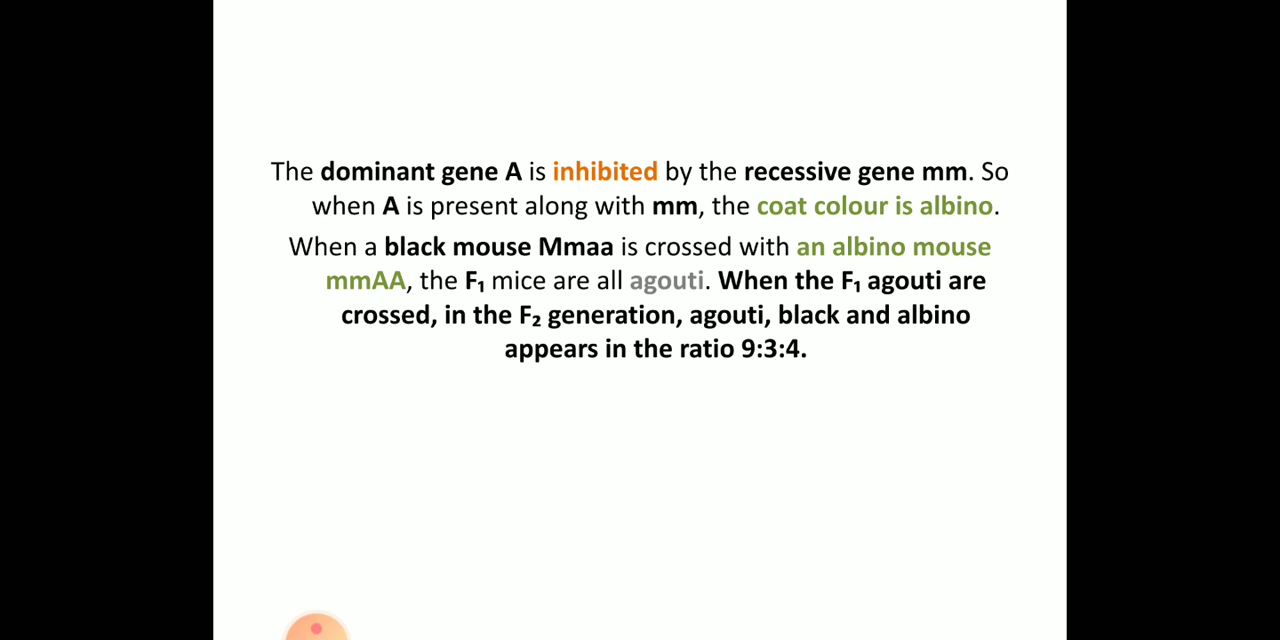 The dominant gene A is inhibited by the recessive gene mm. So
when A is present along with mm, the coat colour is albino.
When a black mouse Mmaa is crossed with an albino mouse
mmAA, the F₁ mice are all agouti. When the F₁ agouti are
crossed, in the F₂ generation, agouti, black and albino
appears in the ratio 9:3:4.